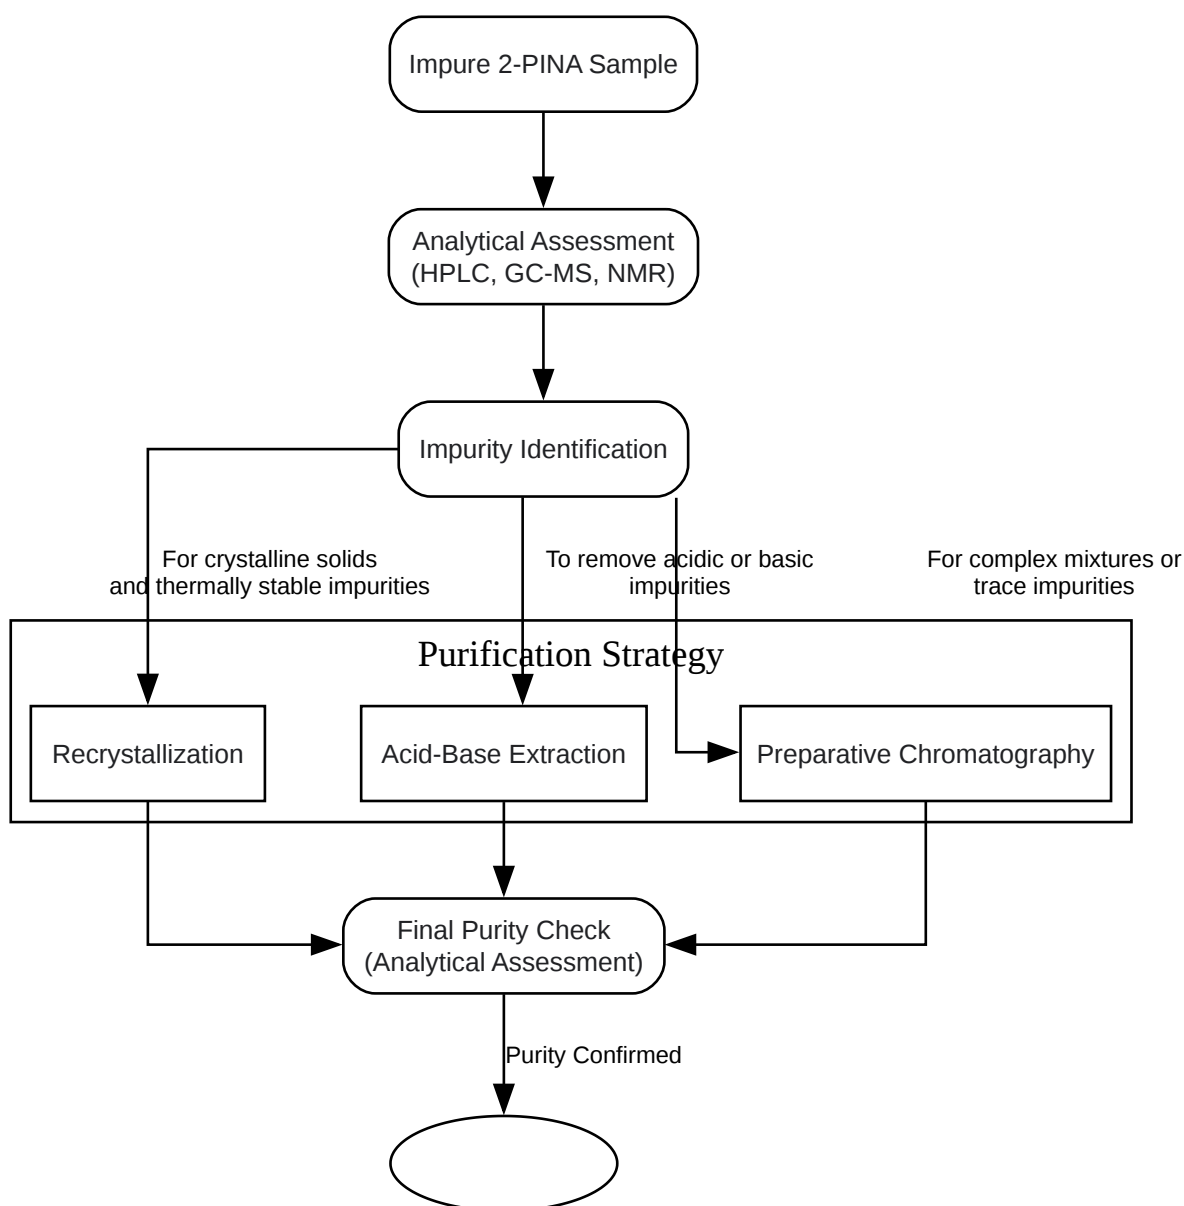 Impure 2-PINA Sample
Analytical Assessment
(HPLC, GC-MS, NMR)
Impurity Identification
For crystalline solids
and thermally stable impurities
To remove acidic or basic
impurities
For complex mixtures or
trace impurities
Purification Strategy
Recrystallization
Acid-Base Extraction
Preparative Chromatography
Final Purity Check
(Analytical Assessment)
Purity Confirmed